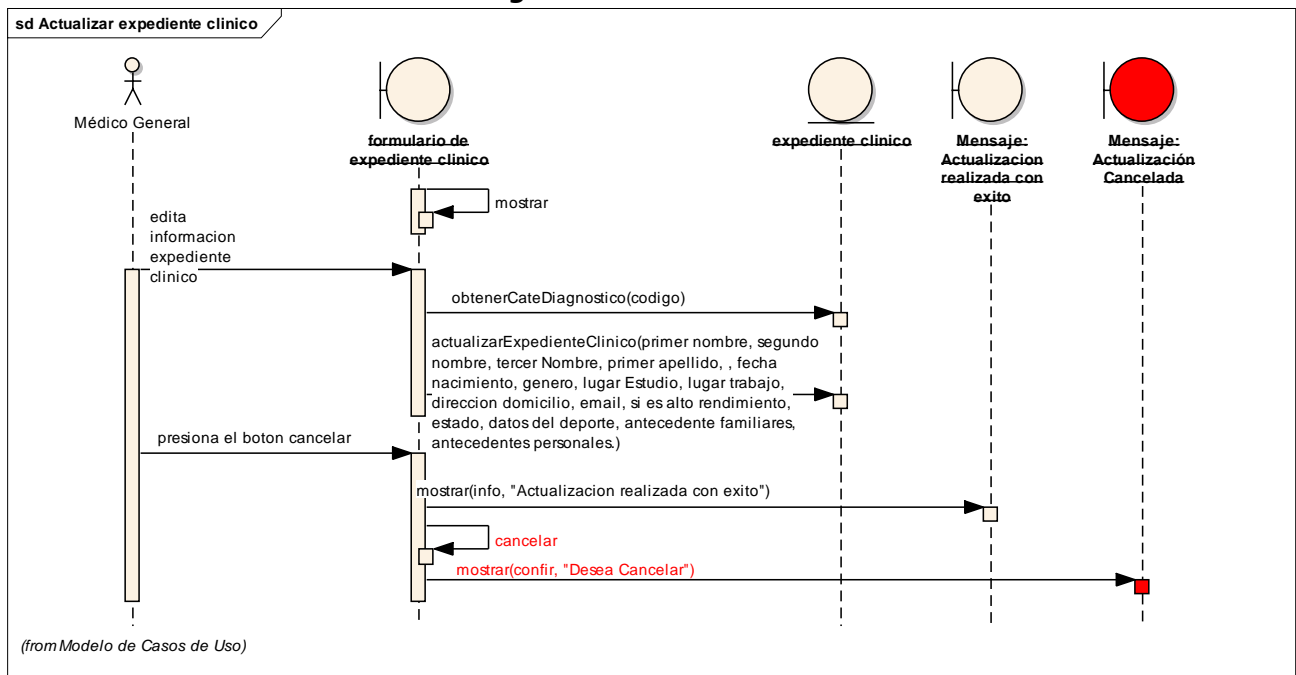 sd Actualizar expediente clinico
Médico General
formulario de
expediente clinico
expediente clinico
Mensaje:
Actualizacion
realizada con
exito
Mensaje:
Actualización
Cancelada
mostrar
edita
informacion
expediente
clinico
obtenerCateDiagnostico(codigo)
actualizarExpedienteClinico(primer nombre, segundo
nombre, tercer Nombre, primer apellido, , fecha
nacimiento, genero, lugar Estudio, lugar trabajo,
direccion domicilio, email, si es alto rendimiento,
estado, datos del deporte, antecedente familiares,
antecedentes personales.)
presiona el boton cancelar
mostrar(info, "Actualizacion realizada con exito")
cancelar
mostrar(confir, "Desea Cancelar")
(from Modelo de Casos de Uso)